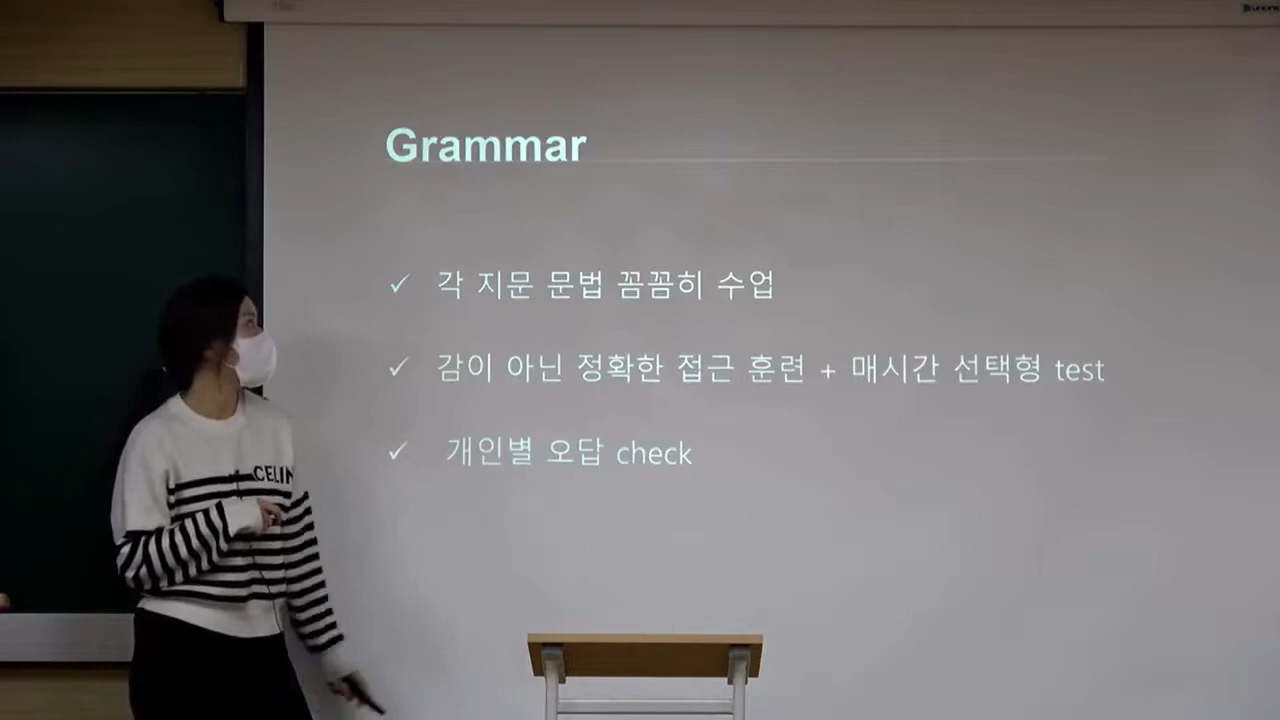 Grammar
✓ 각 지문 문법 꼼꼼히 수업
✓ 감이 아닌 정확한 접근 훈련 + 매시간 선택형 test
✓ 개인별 오답 check
CELIN